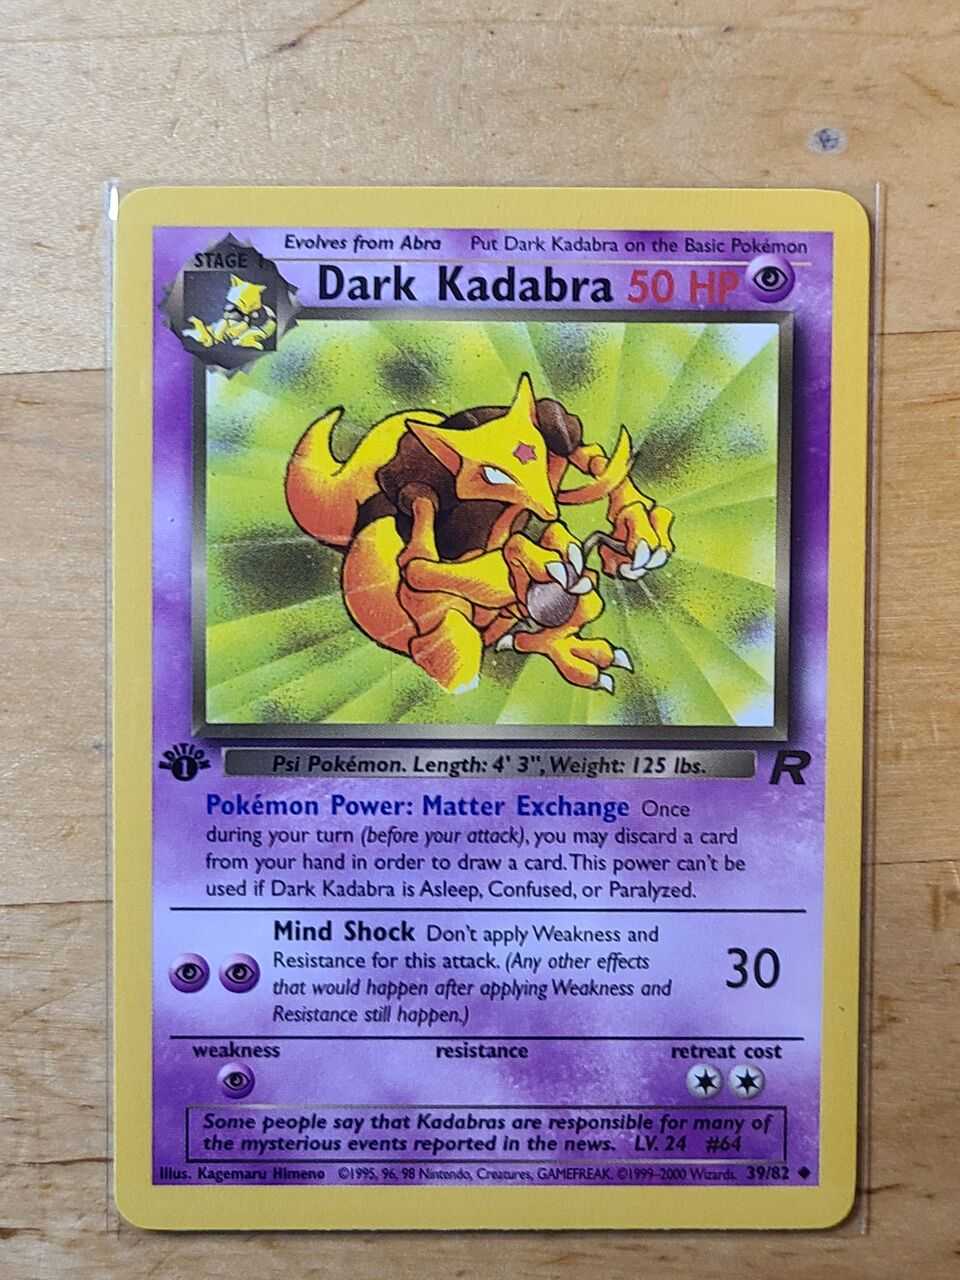 Evolves from Abra Put Dark Kadabra on the Basic Pokémon
STAGE 1
Dark Kadabra 50 HP
EDITION 1
Psi Pokémon. Length: 4' 3", Weight: 125 lbs.
R
Pokémon Power: Matter Exchange Once
during your turn (before your attack), you may discard a card
from your hand in order to draw a card. This power can't be
used if Dark Kadabra is Asleep, Confused, or Paralyzed.
Mind Shock Don't apply Weakness and
Resistance for this attack. (Any other effects
that would happen after applying Weakness and
Resistance still happen.)
30
weakness resistance retreat cost
Some people say that Kadabras are responsible for many of
the mysterious events reported in the news. LV. 24 #64
Illus. Kagemaru Himeno ©1995, 96, 98 Nintendo, Creatures, GAMEFREAK. ©1999-2000 Wizards. 39/82